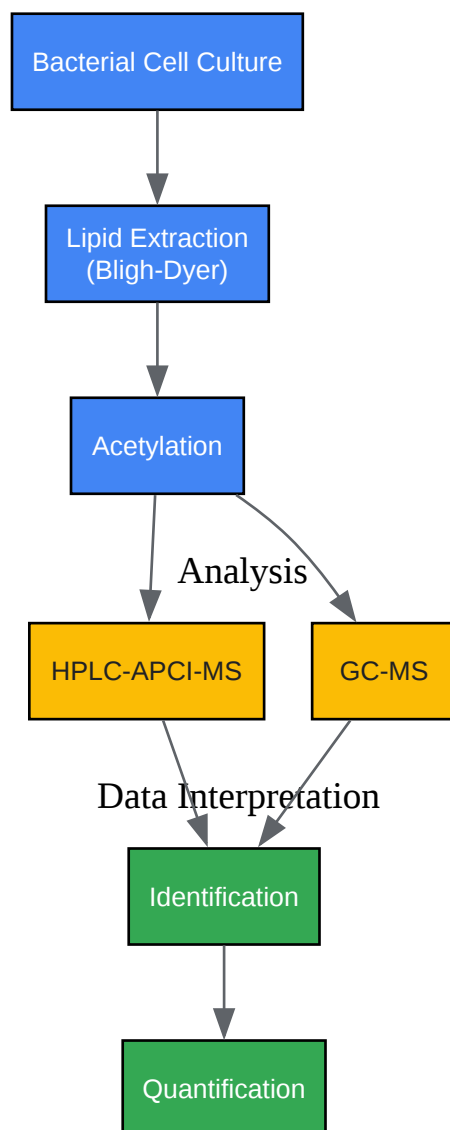 Bacterial Cell Culture
Lipid Extraction
(Bligh-Dyer)
Acetylation
Analysis
HPLC-APCI-MS
GC-MS
Data Interpretation
Identification
Quantification